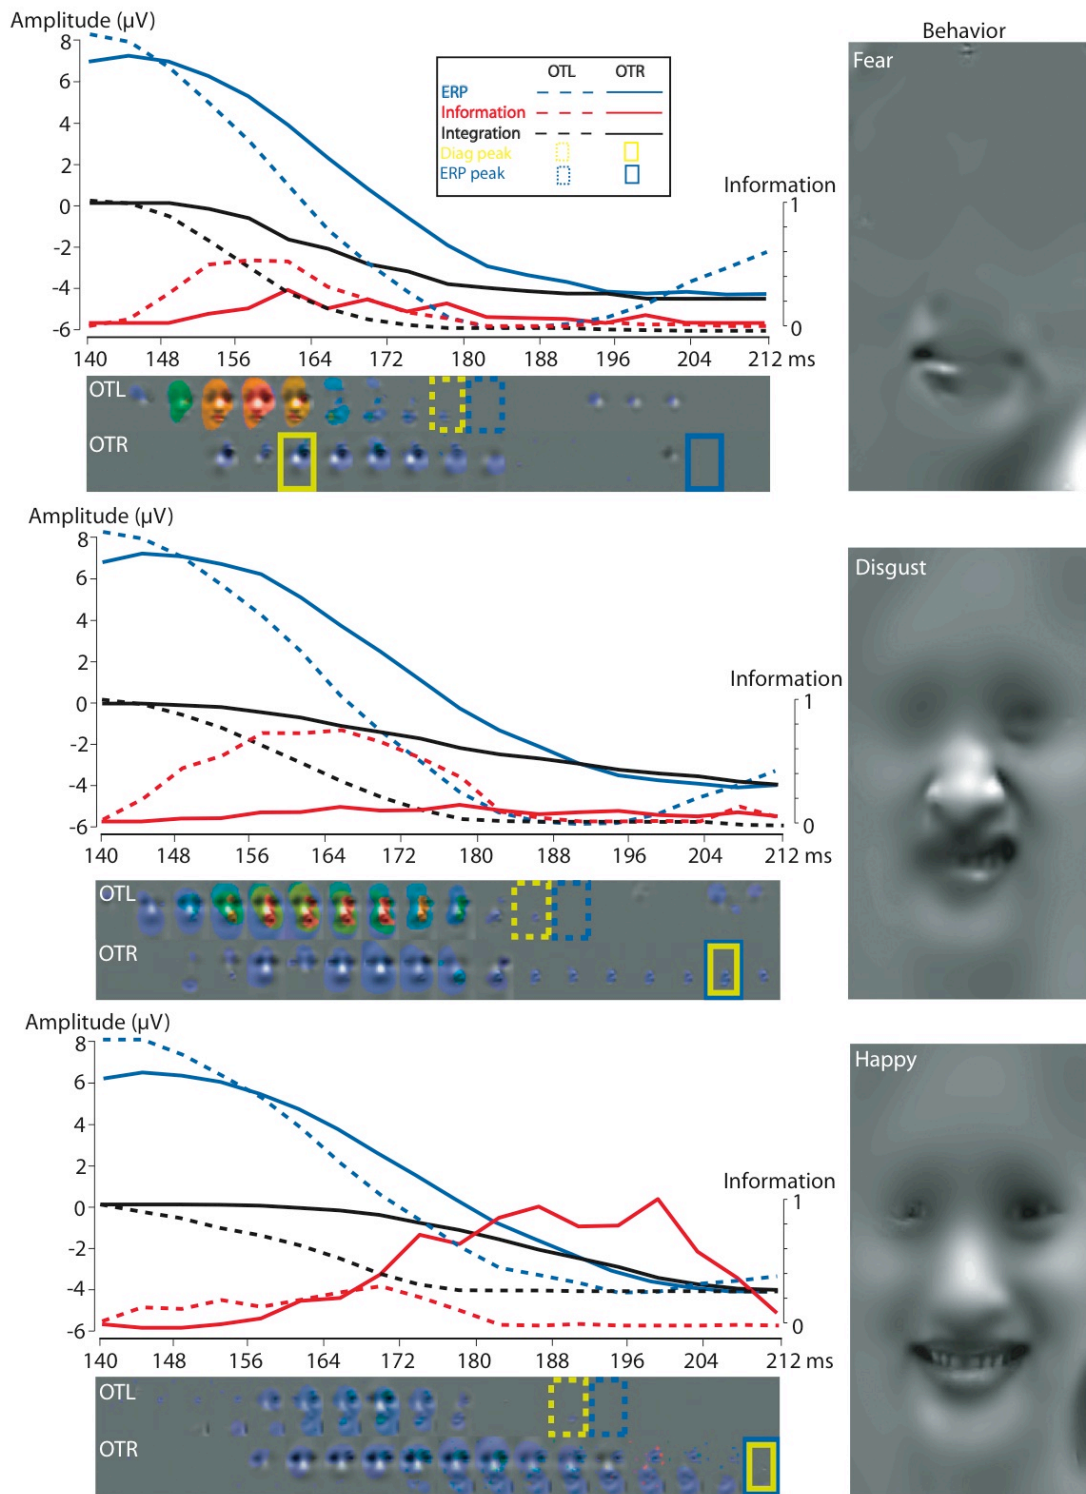 Amplitude (µV)
Behavior
8
6
4
2
0
-2
-4
-6
OTL OTR
ERP
Information
Integration
Diag peak
ERP peak
Information
1
0
140 148 156 164 172 180 188 196 204 212 ms
OTL
OTR
Fear
Amplitude (µV)
8
6
4
2
0
-2
-4
-6
Information
1
0
140 148 156 164 172 180 188 196 204 212 ms
OTL
OTR
Disgust
Amplitude (µV)
8
6
4
2
0
-2
-4
-6
Information
1
0
140 148 156 164 172 180 188 196 204 212 ms
OTL
OTR
Happy